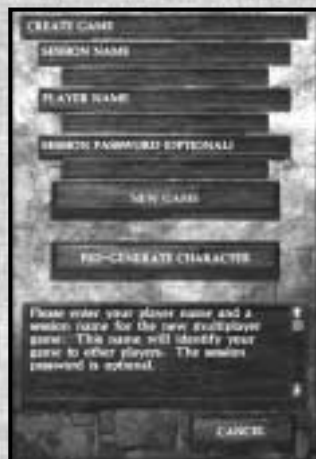 CREATE GAME
SESSION NAME
PLAYER NAME
SESSION PASSWORD (OPTIONAL)
NEW GAME
PRE-GENERATE CHARACTER
Please enter your player name and a
session name for the new multiplayer
game. This name will identify your
game to other players. The session
password is optional.
CANCEL